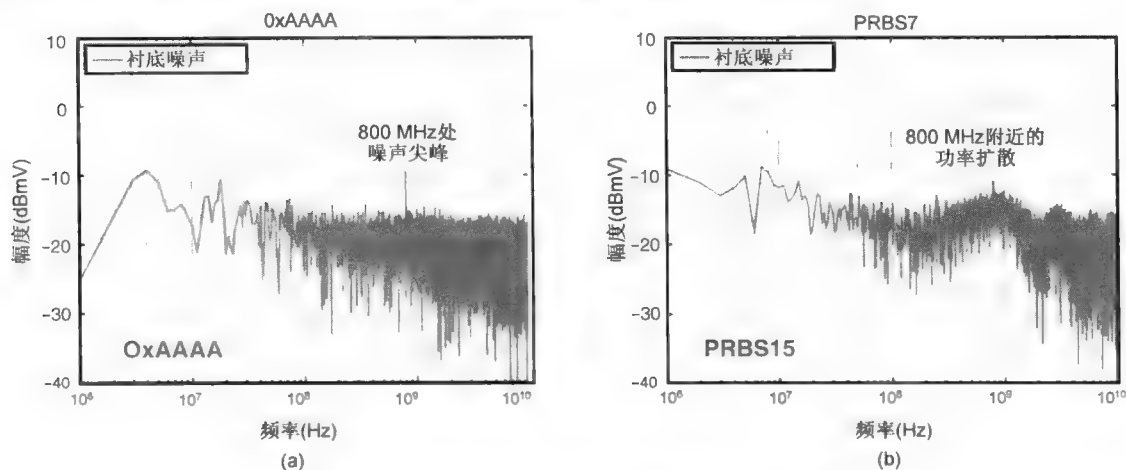 0xAAAA
10
0
-10
-20
-30
-40
幅度(dBmV)
衬底噪声
800 MHz处
噪声尖峰
OxAAAA
10⁶
10⁷
10⁸
10⁹
10¹⁰
频率(Hz)
(a)
PRBS7
10
0
-10
-20
-30
-40
幅度(dBmV)
衬底噪声
800 MHz附近的
功率扩散
PRBS15
10⁶
10⁷
10⁸
10⁹
10¹⁰
频率(Hz)
(b)